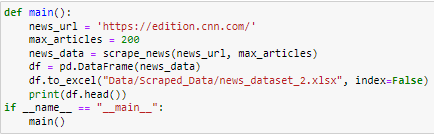 def main():
    news_url = 'https://edition.cnn.com/'
    max_articles = 200
    news_data = scrape_news(news_url, max_articles)
    df = pd.DataFrame(news_data)
    df.to_excel("Data/Scraped_Data/news_dataset_2.xlsx", index=False)
    print(df.head())
if __name__ == "__main__":
    main()